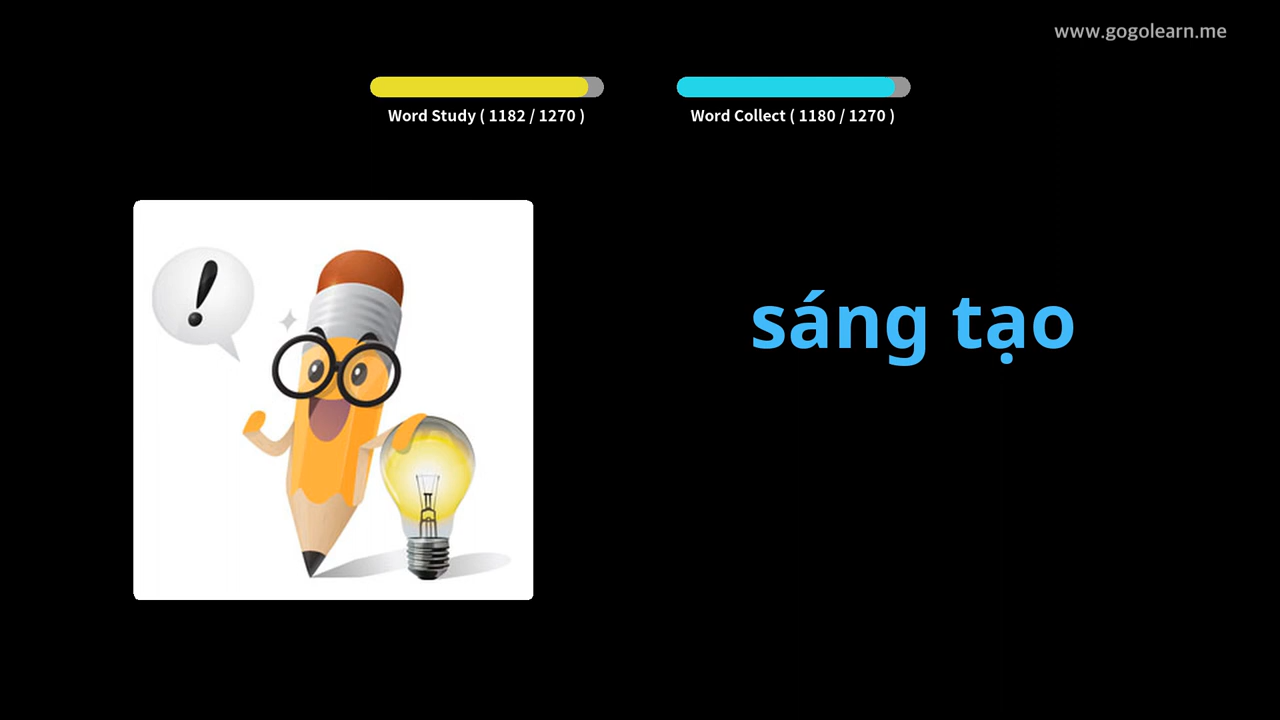 www.gogolearn.me
Word Study ( 1182 / 1270 )
Word Collect ( 1180 / 1270 )
!
sáng tạo